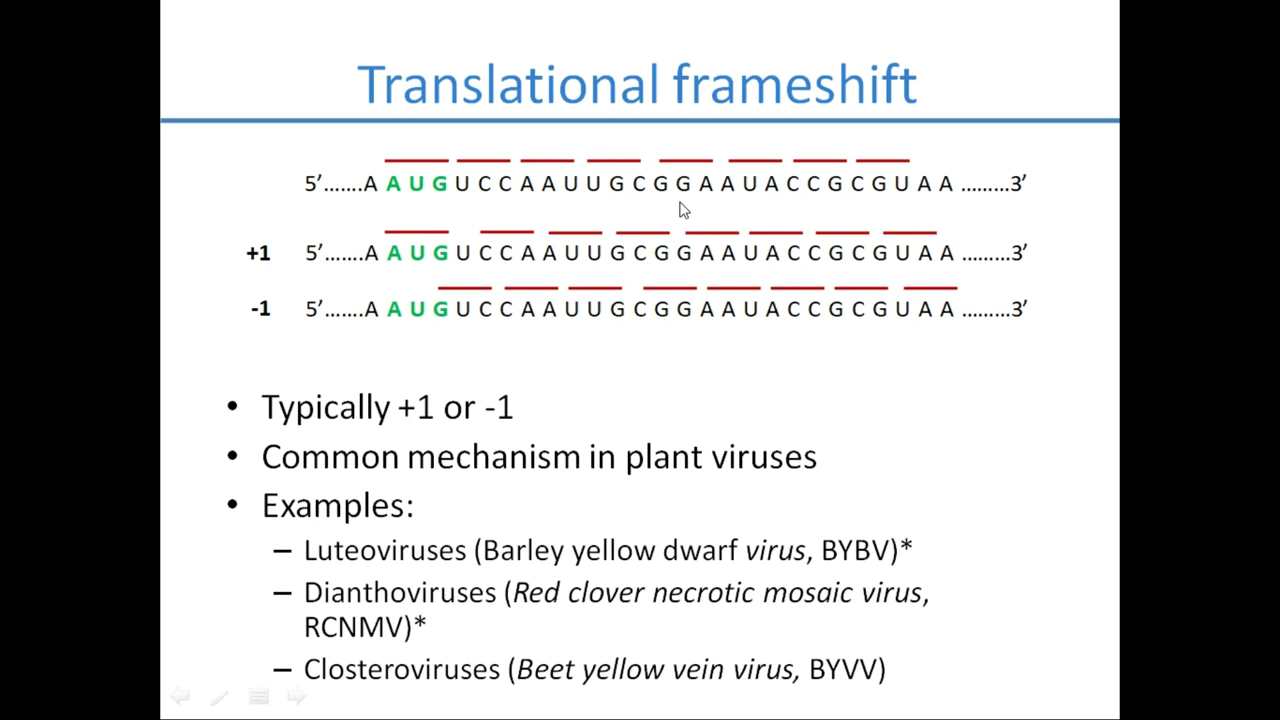 Translational frameshift
5’.......A A U G U C C A A U U G C G G A A U A C C G C G U A A .........3’
+1 5’.......A A U G U C C A A U U G C G G A A U A C C G C G U A A .........3’
-1 5’.......A A U G U C C A A U U G C G G A A U A C C G C G U A A .........3’
• Typically +1 or -1
• Common mechanism in plant viruses
• Examples:
– Luteoviruses (Barley yellow dwarf virus, BYBV)*
– Dianthoviruses (Red clover necrotic mosaic virus,
RCNMV)*
– Closteroviruses (Beet yellow vein virus, BYVV)